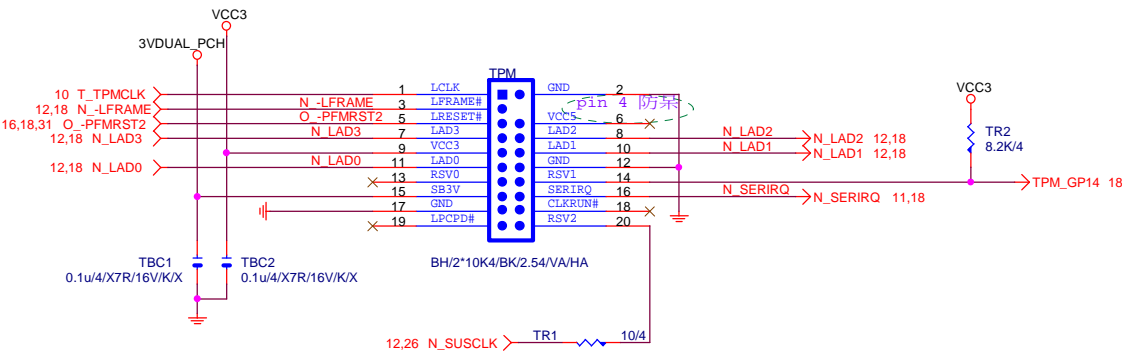 VCC3
3VDUAL_PCH
TPM
10 T_TPMCLK 1 LCLK GND 2
12,18 N_-LFRAME N_-LFRAME 3 LFRAME# pin 4 防呆
16,18,31 O_-PFMRST2 O_-PFMRST2 5 LRESET# VCC5 6
12,18 N_LAD3 N_LAD3 7 LAD3 LAD2 8 N_LAD2 N_LAD2 12,18
9 VCC3 LAD1 10 N_LAD1 N_LAD1 12,18
12,18 N_LAD0 N_LAD0 11 LAD0 GND 12
13 RSV0 RSV1 14 TPM_GP14 18
15 SB3V SERIRQ 16 N_SERIRQ N_SERIRQ 11,18
17 GND CLKRUN# 18
19 LPCPD# RSV2 20
VCC3
TR2
8.2K/4
BH/2*10K4/BK/2.54/VA/HA
TBC1
0.1u/4/X7R/16V/K/X
TBC2
0.1u/4/X7R/16V/K/X
12,26 N_SUSCLK TR1 10/4